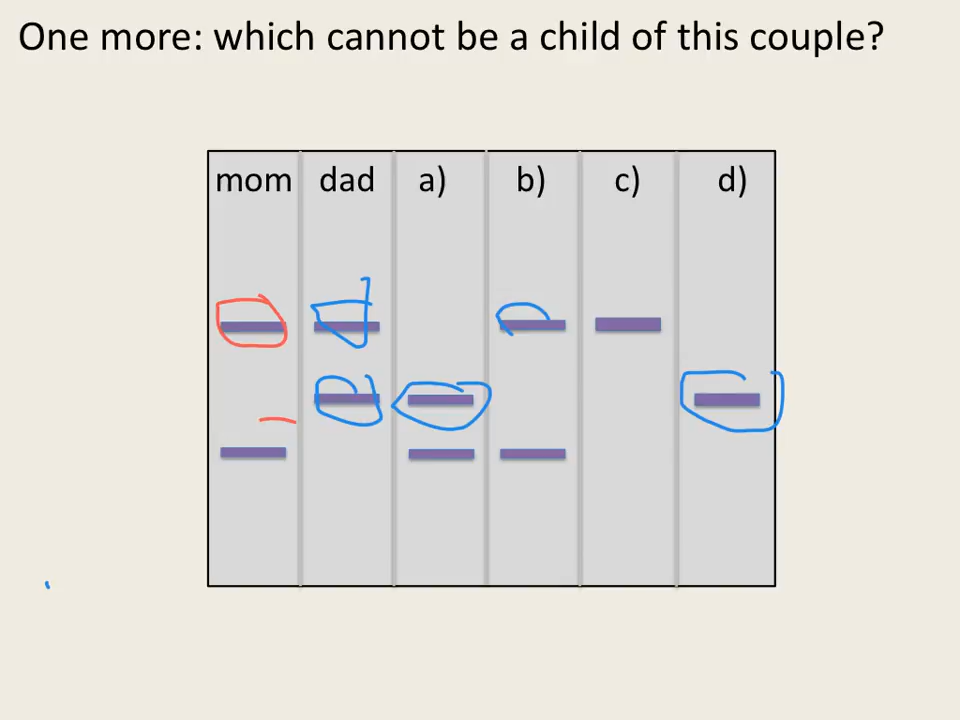 One more: which cannot be a child of this couple?
mom dad a) b) c) d)